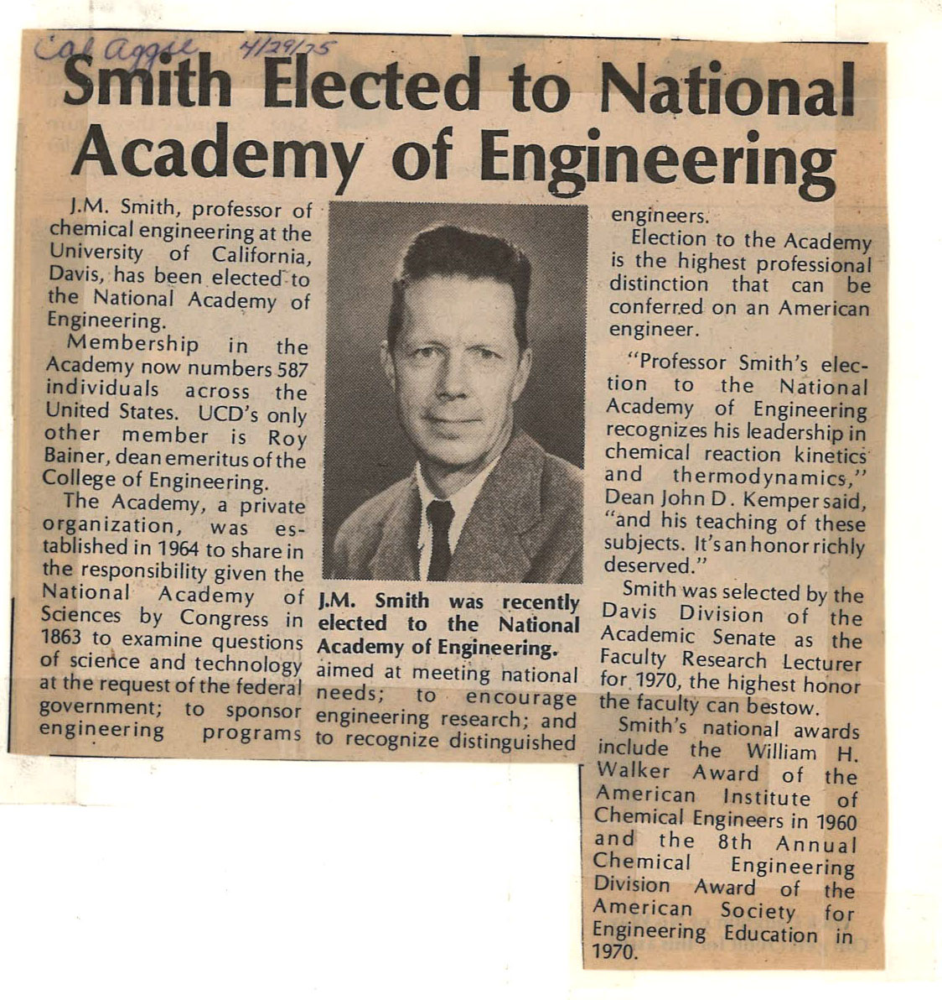 Cal Aggie 4/29/75
Smith Elected to National
Academy of Engineering
J.M. Smith, professor of
chemical engineering at the
University of California,
Davis, has been elected to
the National Academy of
Engineering.
Membership in the
Academy now numbers 587
individuals across the
United States. UCD's only
other member is Roy
Bainer, dean emeritus of the
College of Engineering.
The Academy, a private
organization, was es-
tablished in 1964 to share in
the responsibility given the
National Academy of
Sciences by Congress in
1863 to examine questions
of science and technology
at the request of the federal
government; to sponsor
engineering programs
J.M. Smith was recently
elected to the National
Academy of Engineering.
aimed at meeting national
needs; to encourage
engineering research; and
to recognize distinguished
engineers.
Election to the Academy
is the highest professional
distinction that can be
conferred on an American
engineer.
"Professor Smith's elec-
tion to the National
Academy of Engineering
recognizes his leadership in
chemical reaction kinetics
and thermodynamics,"
Dean John D. Kemper said,
"and his teaching of these
subjects. It's an honor richly
deserved."
Smith was selected by the
Davis Division of the
Academic Senate as the
Faculty Research Lecturer
for 1970, the highest honor
the faculty can bestow.
Smith's national awards
include the William H.
Walker Award of the
American Institute of
Chemical Engineers in 1960
and the 8th Annual
Chemical Engineering
Division Award of the
American Society for
Engineering Education in
1970.